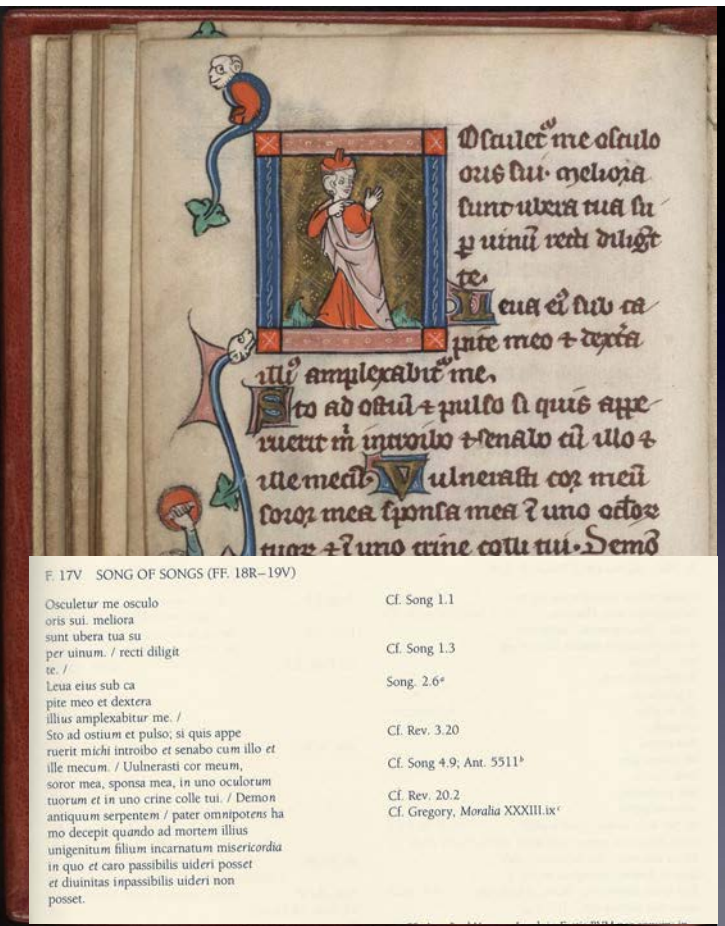 Osculet᷑ me osculo
oris sui· meliora
sunt ubera tua su
ꝑ uinū recti diligt
te·
Leua eiꝰ sub ca
pite meo ⁊ dextᵃa
illiꝰ amplexabit᷑ me.
Sto ad ostiū ⁊ pulso si quis appe
ruerit m̄ introibo ⁊ senabo cū illo ⁊
ille mecū· Vulnerasti cor meū
soror mea sponsa mea ī uno
tuoꝝ ⁊ ī uno crine colli tui· Demō
F. 17V SONG OF SONGS (FF. 18R–19V)
Osculetur me osculo
oris sui. meliora
sunt ubera tua su
per uinum. / recti diligit
te. /
Leua eius sub ca
pite meo et dextera
illius amplexabitur me. /
Sto ad ostium et pulso; si quis appe
ruerit michi introibo et senabo cum illo et
ille mecum. / Uulnerasti cor meum,
soror mea, sponsa mea, in uno oculorum
tuorum et in uno crine colle tui. / Demon
antiquum serpentem / pater omnipotens ha
mo decepit quando ad mortem illius
unigenitum filium incarnatum misericordia
in quo et caro passibilis uideri posset
et diuinitas inpassibilis uideri non
posset.
Cf. Song 1.1
Cf. Song 1.3
Song. 2.6ᵃ
Cf. Rev. 3.20
Cf. Song 4.9; Ant. 5511ᵇ
Cf. Rev. 20.2
Cf. Gregory, Moralia XXXIII.ixᶜ